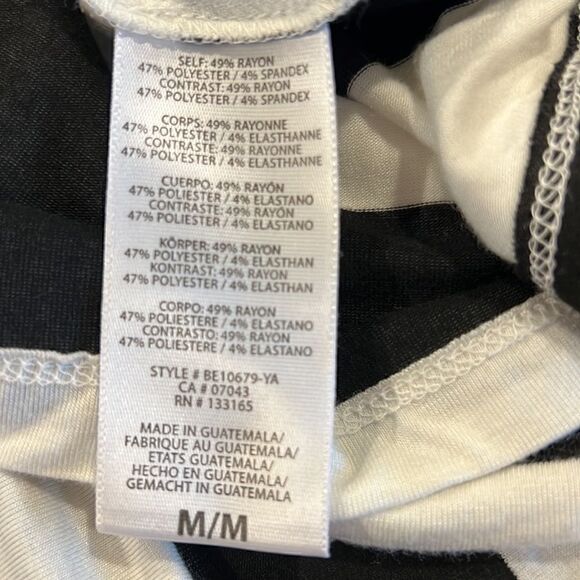 SELF: 49% RAYON
47% POLYESTER / 4% SPANDEX
CONTRAST: 49% RAYON
47% POLYESTER / 4% SPANDEX
CORPS: 49% RAYONNE
47% POLYESTER / 4% ELASTHANNE
CONTRASTE: 49% RAYONNE
47% POLYESTER / 4% ELASTHANNE
CUERPO: 49% RAYÓN
47% POLIESTER / 4% ELASTANO
CONTRASTE: 49% RAYÓN
47% POLIÉSTER / 4% ELASTANO
KÖRPER: 49% RAYON
47% POLYESTER / 4% ELASTHAN
KONTRAST: 49% RAYON
47% POLYESTER / 4% ELASTHAN
CORPO: 49% RAYON
47% POLIESTERE / 4% ELASTANO
CONTRASTO: 49% RAYON
47% POLIESTERE / 4% ELASTANO
STYLE # BE10679-YA
CA # 07043
RN # 133165
MADE IN GUATEMALA/
FABRIQUE AU GUATEMALA/
ETATS GUATEMALA/
HECHO EN GUATEMALA/
GEMACHT IN GUATEMALA
M/M